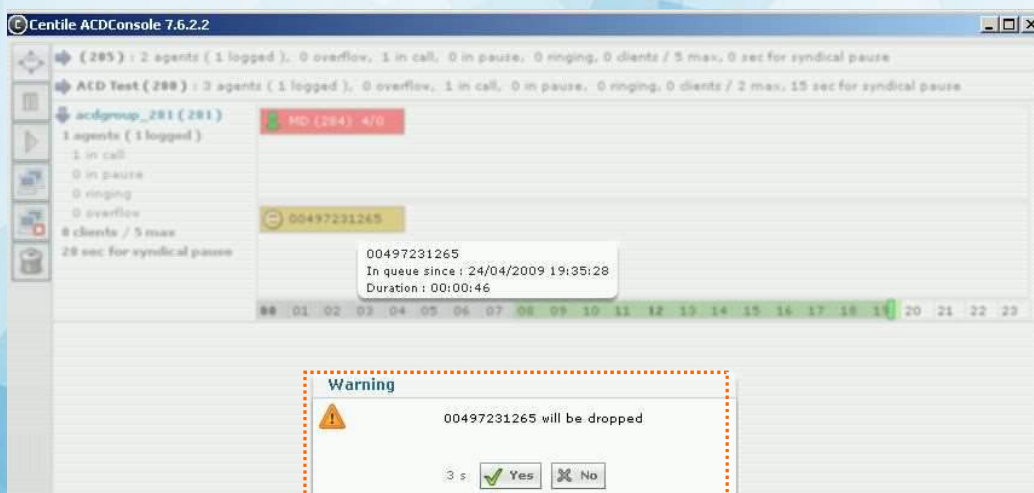 Centile ACDConsole 7.6.2.2
(285) : 2 agents ( 1 logged ), 0 overflow, 1 in call, 0 in pause, 0 ringing, 0 clients / 5 max, 0 sec for syndical pause
ACD Test ( 280 ) : 3 agents ( 1 logged ), 0 overflow, 1 in call, 0 in pause, 0 ringing, 0 clients / 2 max, 15 sec for syndical pause
acdgroup_281 ( 281 )
1 agents ( 1 logged )
1 in call
0 in pause
0 ringing
0 overflow
8 clients / 5 max
28 sec for syndical pause
MD (284) 4/0
00497231265
00497231265
In queue since : 24/04/2009 19:35:28
Duration : 00:00:46
00 01 02 03 04 05 06 07 08 09 10 11 12 13 14 15 16 17 18 19 20 21 22 23
Warning
00497231265 will be dropped
3 s Yes No